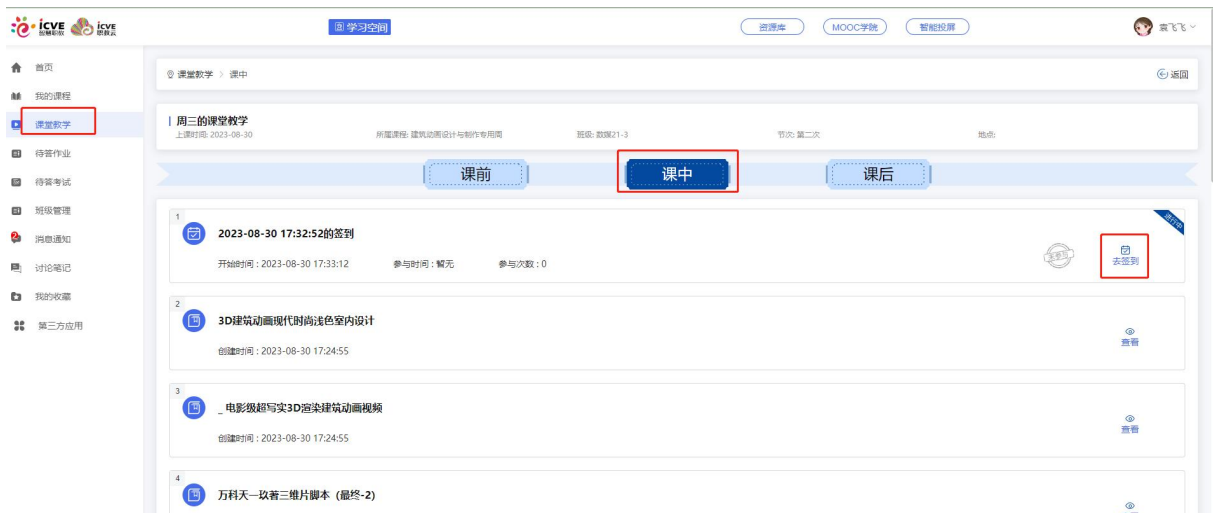 icve 智慧职教 icve 职教云
学习空间
资源库 MOOC学院 智能投屏
袁飞飞
首页
我的课程
课堂教学
待答作业
待答考试
班级管理
2 消息通知
讨论笔记
我的收藏
第三方应用
课堂教学 > 课中
返回
周三的课堂教学
上课时间: 2023-08-30 所属课程: 建筑动画设计与制作专用周 班级: 数媒21-3 节次: 第二次 地点:
课前 课中 课后
1
进行中
2023-08-30 17:32:52的签到
开始时间 : 2023-08-30 17:33:12 参与时间 : 暂无 参与次数 : 0
未参与
去签到
2
3D建筑动画现代时尚浅色室内设计
创建时间 : 2023-08-30 17:24:55
查看
3
_ 电影级超写实3D渲染建筑动画视频
创建时间 : 2023-08-30 17:24:55
查看
4
万科天一玖著三维片脚本（最终-2）